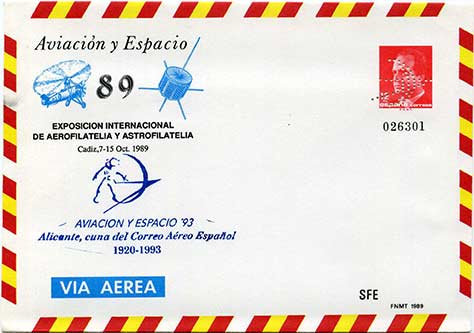 Aviación y Espacio
89
EXPOSICION INTERNACIONAL
DE AEROFILATELIA Y ASTROFILATELIA
Cadiz, 7-15 Oct. 1989
españa correos
026301
AVIACION Y ESPACIO '93
Alicante, cuna del Correo Aéreo Español
1920-1993
VIA AEREA
SFE
FNMT 1989